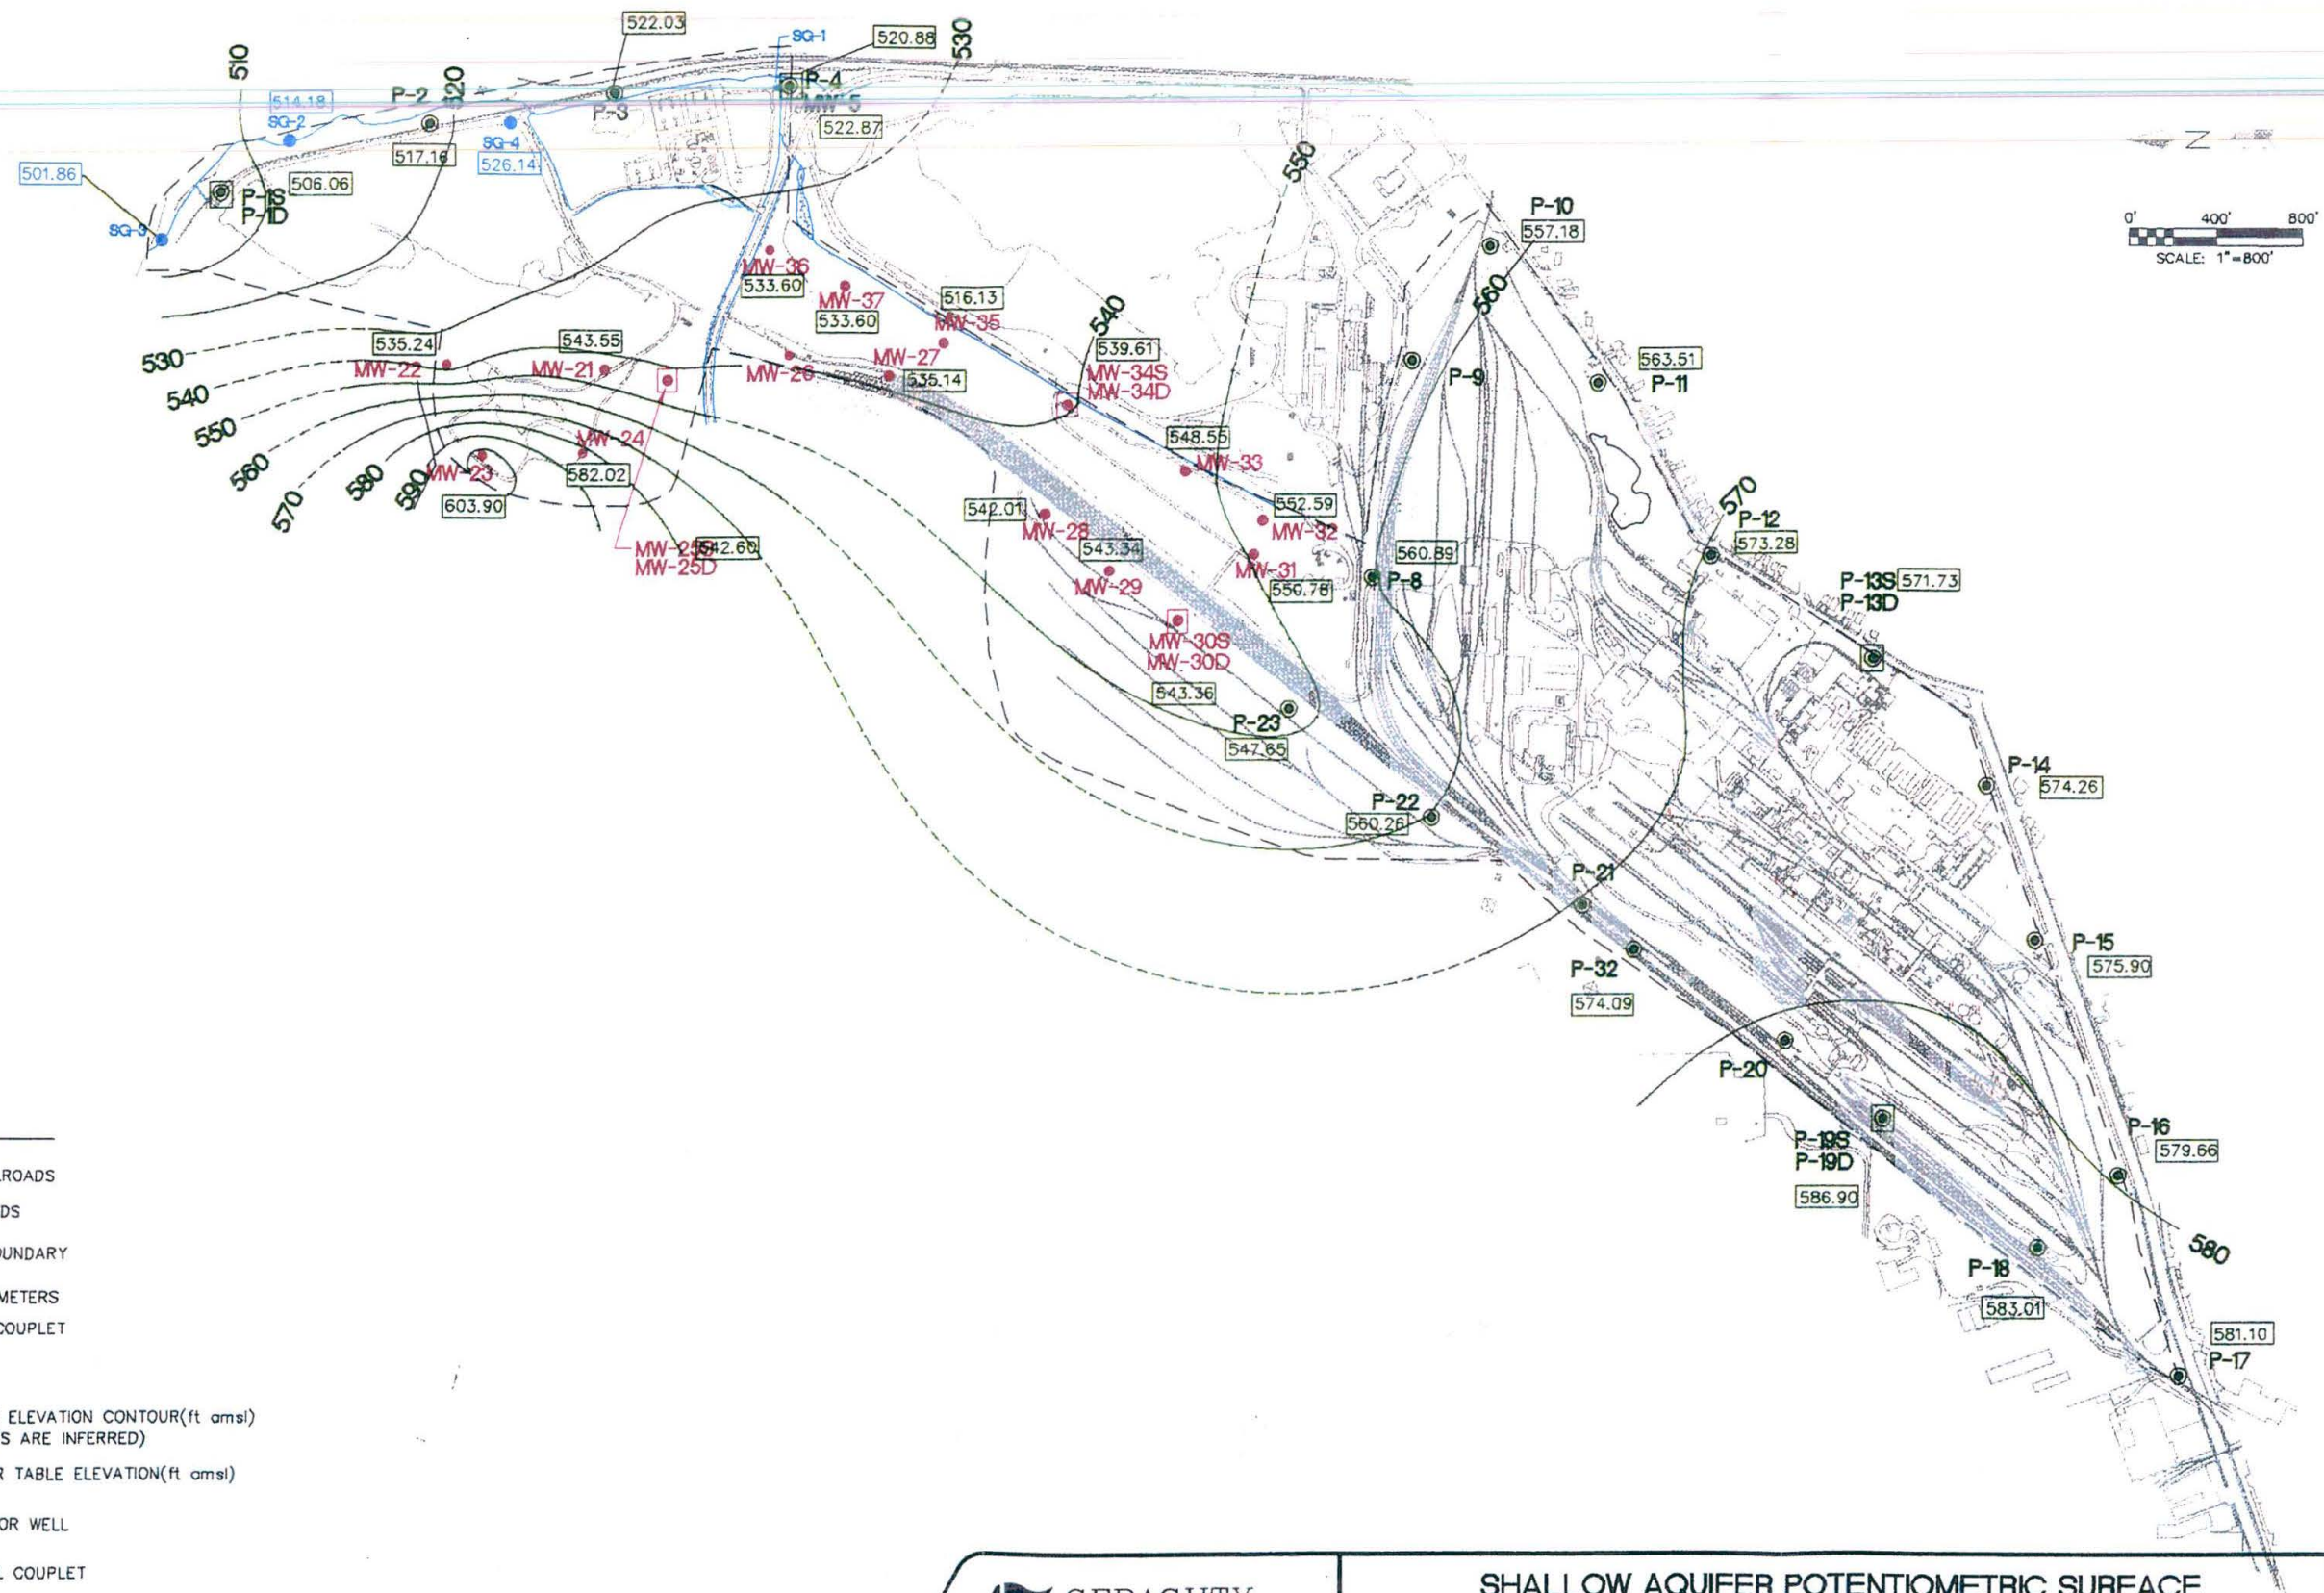 522.03
SG-1
520.88
530
510
520
514.18
P-2
P-3
P-4
MW-5
522.87
SG-2
517.16
SG-4
526.14
N
501.86
506.06
P-1S
P-1D
SG-3
550
P-10
557.18
0' 400' 800'
SCALE: 1"=800'
MW-36
533.60
MW-37
533.60
516.13
MW-35
540
560
530
535.24
543.55
MW-22
MW-21
MW-26
MW-27
535.14
539.61
MW-34S
MW-34D
P-9
563.51
P-11
540
550
560
570
580
590
MW-24
MW-23
582.02
603.90
548.55
MW-33
570
P-12
573.28
542.01
MW-28
552.59
MW-32
542.60
MW-25D
543.34
MW-29
MW-31
550.78
560.89
P-8
P-13S 571.73
P-13D
MW-30S
MW-30D
543.36
P-23
547.65
P-14
574.26
P-22
560.26
P-21
P-15
575.90
P-32
574.09
P-20
P-16
579.66
P-19S
P-19D
586.90
580
P-18
583.01
581.10
P-17
ROADS
DS
OUNDARY
METERS
COUPLET
ELEVATION CONTOUR(ft amsl)
S ARE INFERRED)
R TABLE ELEVATION(ft amsl)
OR WELL
L COUPLET
GERAGHTY
SHALLOW AQUIFER POTENTIOMETRIC SURFACE